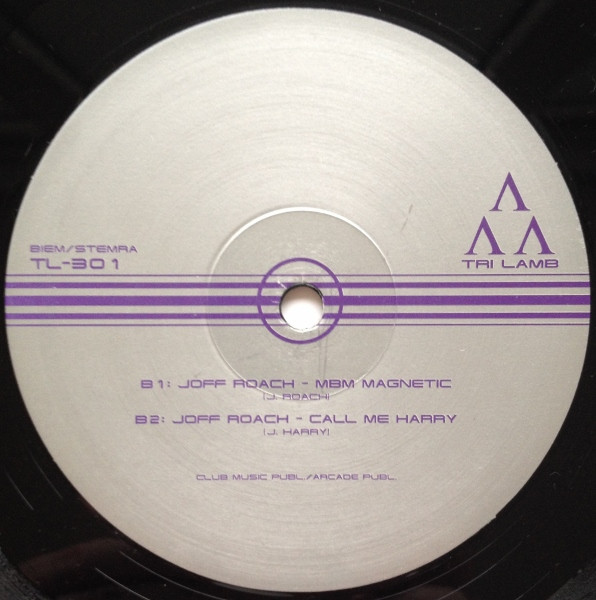 BIEM/STEMRA
TL-301
Λ
Λ Λ
TRI LAMB
B1: JOFF ROACH - MBM MAGNETIC
(J. ROACH)
B2: JOFF ROACH - CALL ME HARRY
(J. HARRY)
CLUB MUSIC PUBL./ARCADE PUBL.